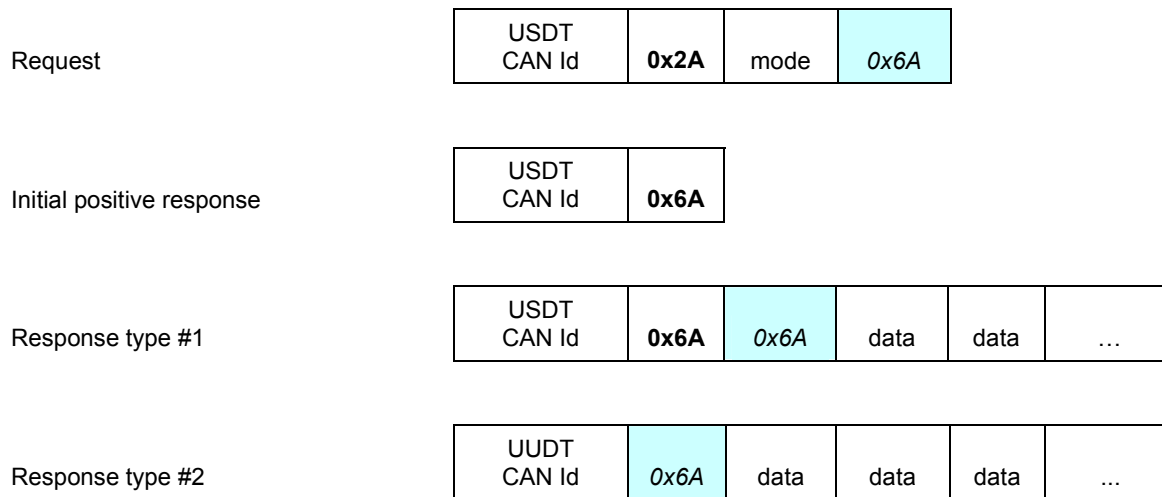 Request
USDT
CAN Id
0x2A
mode
0x6A
Initial positive response
USDT
CAN Id
0x6A
Response type #1
USDT
CAN Id
0x6A
0x6A
data
data
…
Response type #2
UUDT
CAN Id
0x6A
data
data
data
...